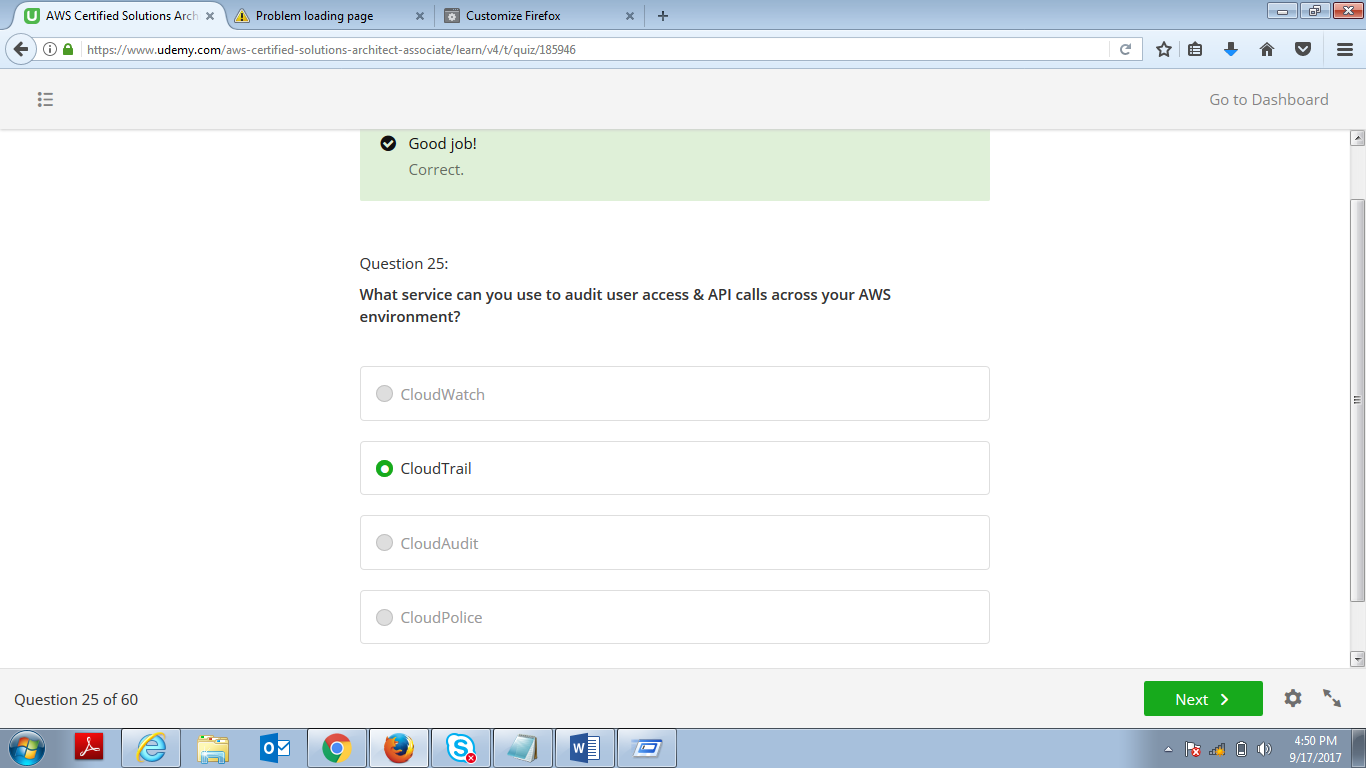 AWS Certified Solutions Arch
Problem loading page
Customize Firefox
https://www.udemy.com/aws-certified-solutions-architect-associate/learn/v4/t/quiz/185946
Go to Dashboard
Good job!
Correct.
Question 25:
What service can you use to audit user access & API calls across your AWS
environment?
CloudWatch
CloudTrail
CloudAudit
CloudPolice
Question 25 of 60
Next
4:50 PM
9/17/2017